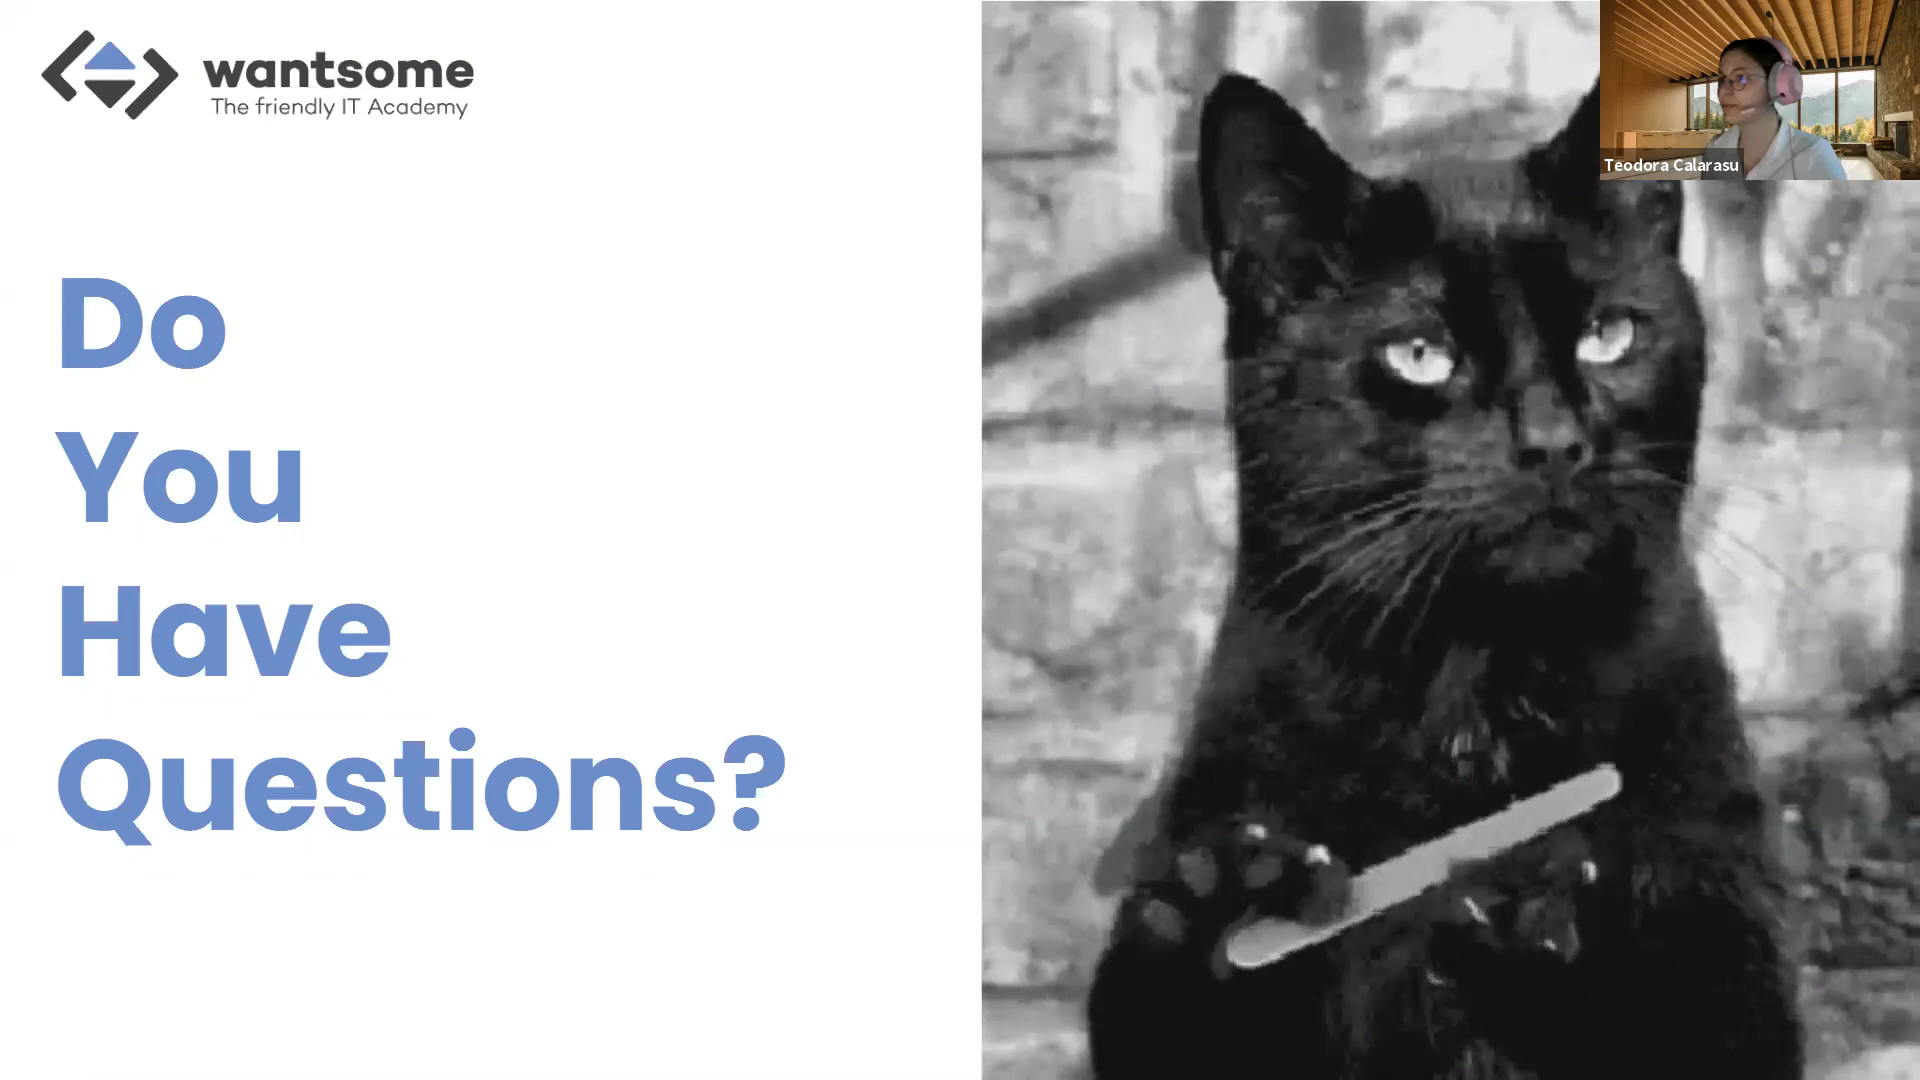 wantsome
The friendly IT Academy
Teodora Calarasu
Do
You
Have
Questions?